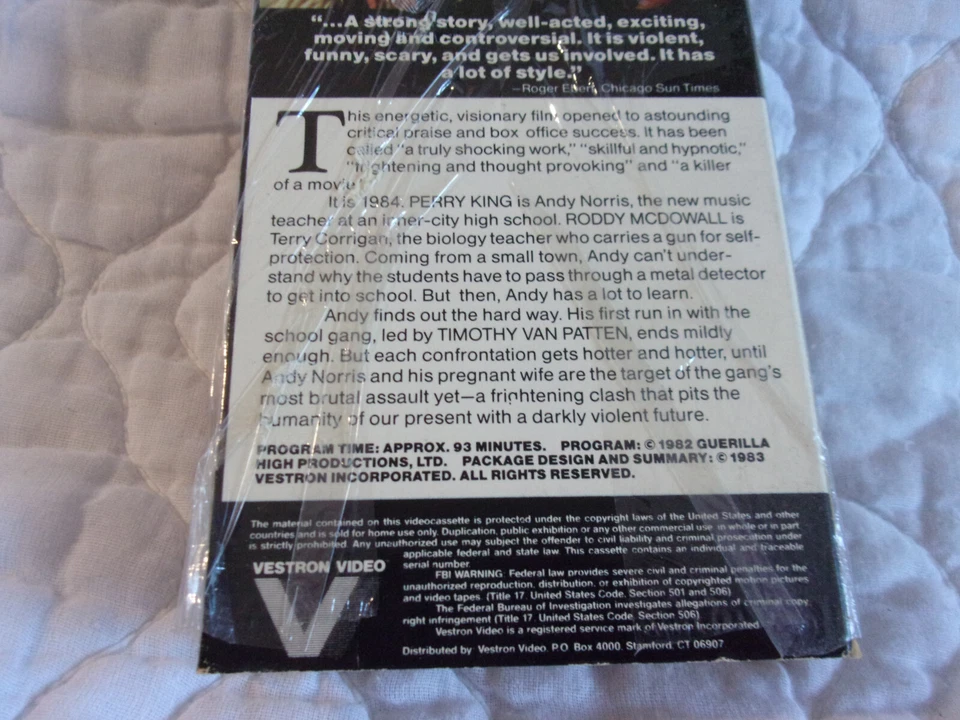 “...A strong story, well-acted, exciting,
moving and controversial. It is violent,
funny, scary, and gets us involved. It has
a lot of style.”
—Roger Ebert, Chicago Sun Times
This energetic, visionary film opened to astounding
critical praise and box office success. It has been
called “a truly shocking work,” “skillful and hypnotic,”
“frightening and thought provoking” and “a killer
of a movie.”
It is 1984. PERRY KING is Andy Norris, the new music
teacher at an inner-city high school. RODDY MCDOWALL is
Terry Corrigan, the biology teacher who carries a gun for self-
protection. Coming from a small town, Andy can't under-
stand why the students have to pass through a metal detector
to get into school. But then, Andy has a lot to learn.
Andy finds out the hard way. His first run in with the
school gang, led by TIMOTHY VAN PATTEN, ends mildly
enough. But each confrontation gets hotter and hotter, until
Andy Norris and his pregnant wife are the target of the gang's
most brutal assault yet—a frightening clash that pits the
humanity of our present with a darkly violent future.
PROGRAM TIME: APPROX. 93 MINUTES. PROGRAM: © 1982 GUERILLA
HIGH PRODUCTIONS, LTD. PACKAGE DESIGN AND SUMMARY: © 1983
VESTRON INCORPORATED. ALL RIGHTS RESERVED.
The material contained on this videocassette is protected under the copyright laws of the United States and other
countries and is sold for home use only. Duplication, public exhibition or any other commercial use in whole or in part
is strictly prohibited. Any unauthorized use may subject the offender to civil liability and criminal prosecution under
applicable federal and state law. This cassette contains an individual and traceable
serial number.
VESTRON VIDEO
V
FBI WARNING: Federal law provides severe civil and criminal penalties for the
unauthorized reproduction, distribution, or exhibition of copyrighted motion pictures
and video tapes. (Title 17, United States Code, Section 501 and 506)
The Federal Bureau of Investigation investigates allegations of criminal copy
right infringement (Title 17, United States Code, Section 506)
Vestron Video is a registered service mark of Vestron Incorporated
Distributed by Vestron Video, P.O. Box 4000, Stamford, CT 06907